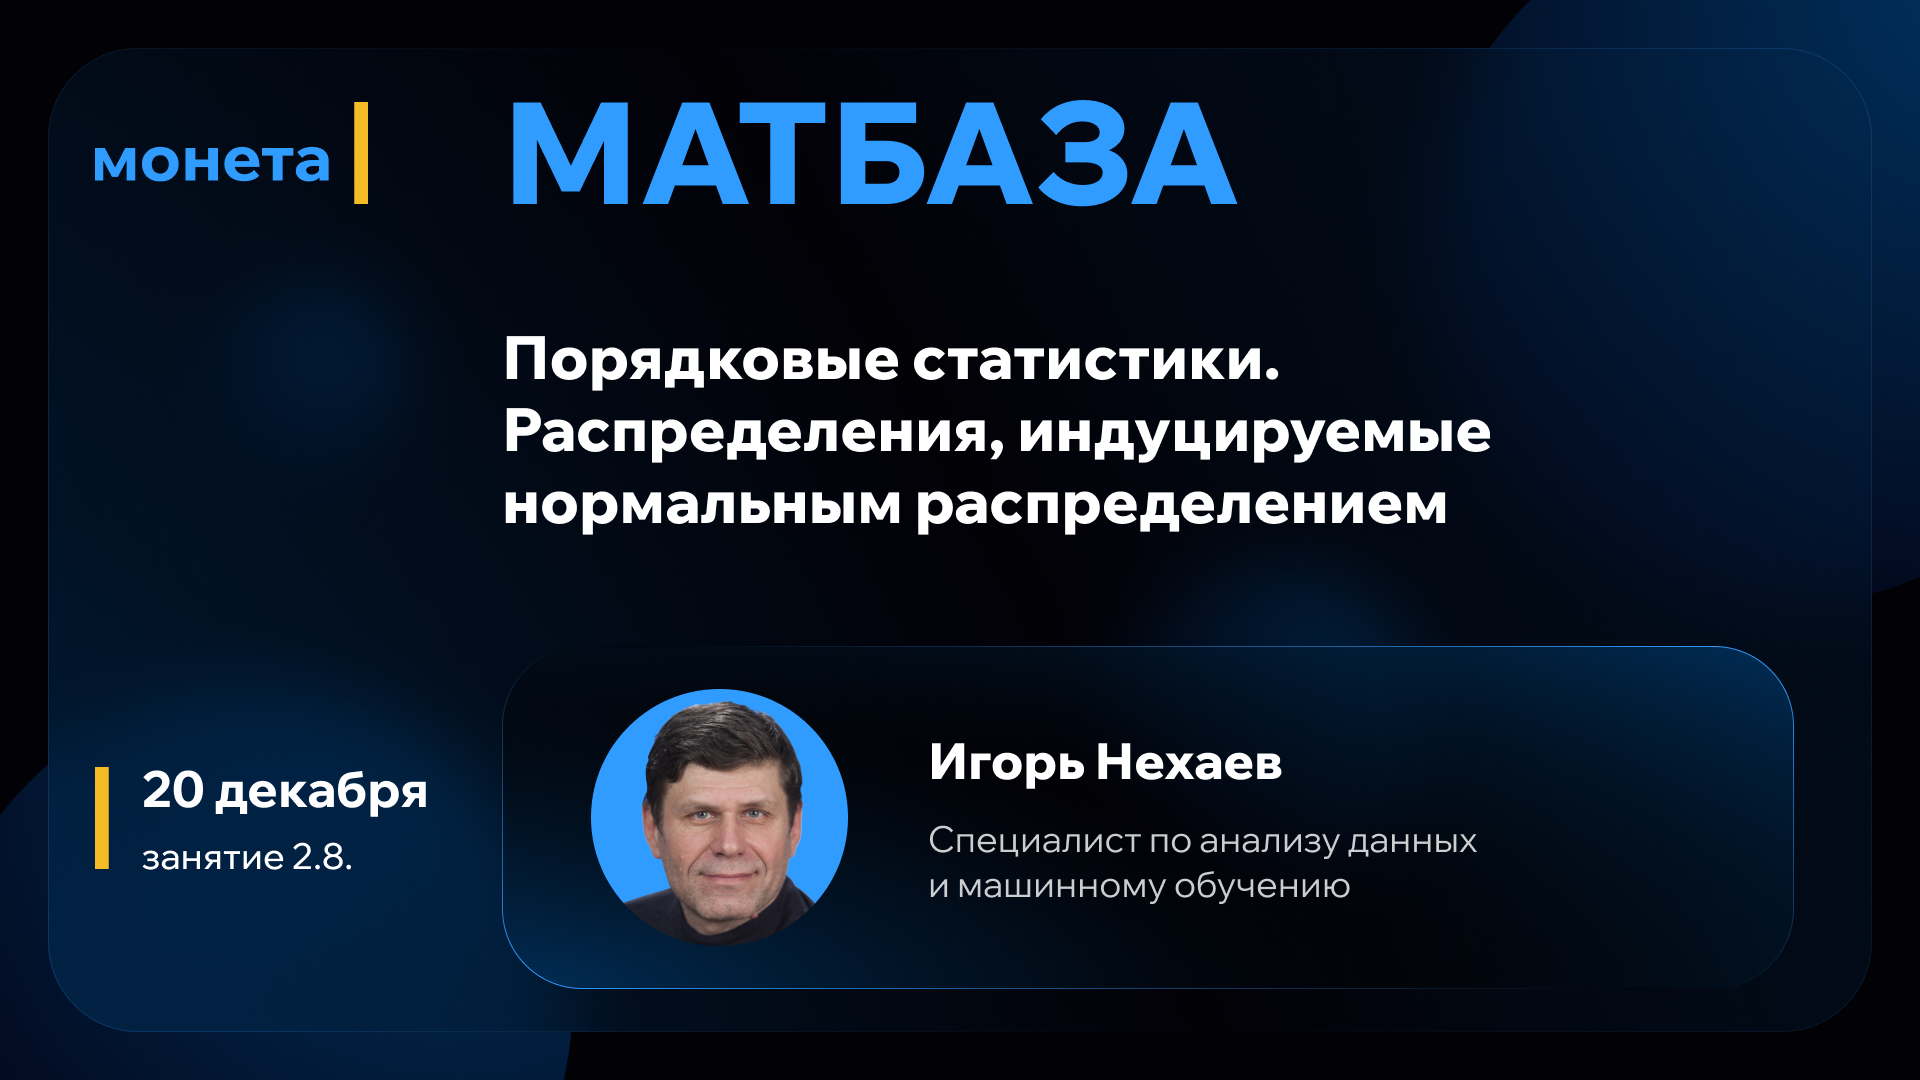 монета
МАТБАЗА
Порядковые статистики.
Распределения, индуцируемые
нормальным распределением
20 декабря
занятие 2.8.
Игорь Нехаев
Специалист по анализу данных
и машинному обучению